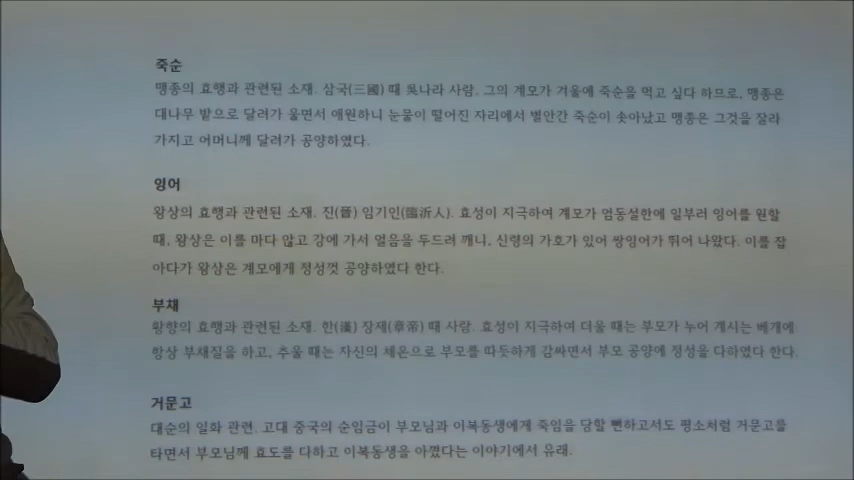 죽순
맹종의 효행과 관련된 소재. 삼국(三國) 때 吳나라 사람. 그의 계모가 겨울에 죽순을 먹고 싶다 하므로, 맹종은
대나무 밭으로 달려가 울면서 애원하니 눈물이 떨어진 자리에서 별안간 죽순이 솟아났고 맹종은 그것을 잘라
가지고 어머니께 달려가 공양하였다.
잉어
왕상의 효행과 관련된 소재. 진(晉) 임기인(臨沂人). 효성이 지극하여 계모가 엄동설한에 일부러 잉어를 원할
때, 왕상은 이를 마다 않고 강에 가서 얼음을 두드려 깨니, 신령의 가호가 있어 쌍잉어가 튀어 나왔다. 이를 잡
아다가 왕상은 계모에게 정성껏 공양하였다 한다.
부채
황향의 효행과 관련된 소재. 한(漢) 장제(章帝) 때 사람. 효성이 지극하여 더울 때는 부모가 누어 계시는 베개에
항상 부채질을 하고, 추울 때는 자신의 체온으로 부모를 따듯하게 감싸면서 부모 공양에 정성을 다하였다 한다.
거문고
대순의 일화 관련. 고대 중국의 순임금이 부모님과 이복동생에게 죽임을 당할 뻔하고서도 평소처럼 거문고를
타면서 부모님께 효도를 다하고 이복동생을 아꼈다는 이야기에서 유래.